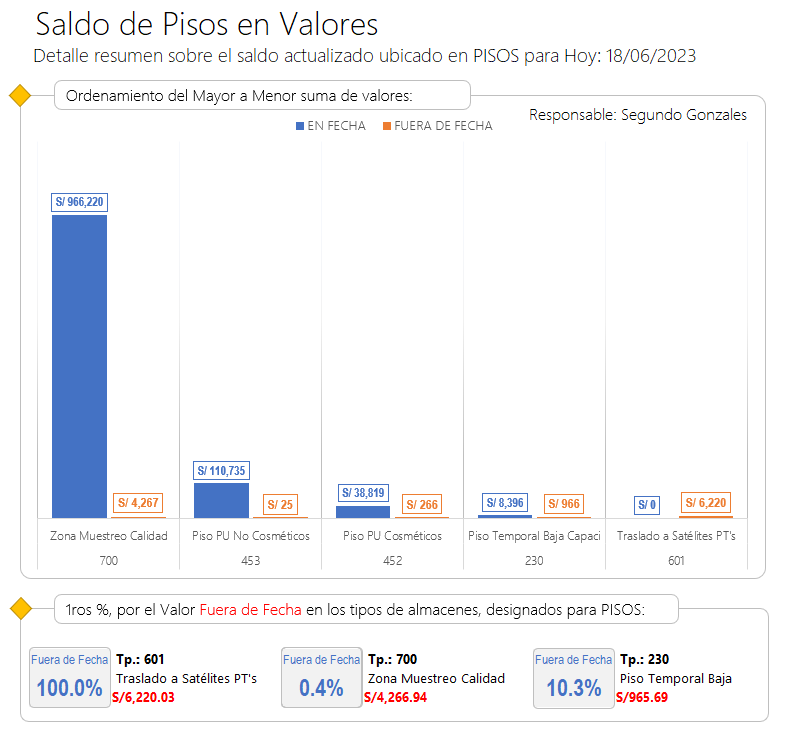 Saldo de Pisos en Valores
Detalle resumen sobre el saldo actualizado ubicado en PISOS para Hoy: 18/06/2023
Ordenamiento del Mayor a Menor suma de valores:
Responsable: Segundo Gonzales
EN FECHA FUERA DE FECHA
S/ 966,220
S/ 4,267
S/ 110,735
S/ 25
S/ 38,819
S/ 266
S/ 8,396
S/ 966
S/ 0
S/ 6,220
Zona Muestreo Calidad Piso PU No Cosméticos Piso PU Cosméticos Piso Temporal Baja Capaci Traslado a Satélites PT's
700 453 452 230 601
1ros %, por el Valor Fuera de Fecha en los tipos de almacenes, designados para PISOS:
Fuera de Fecha
100.0%
Tp.: 601
Traslado a Satélites PT's
S/6,220.03
Fuera de Fecha
0.4%
Tp.: 700
Zona Muestreo Calidad
S/4,266.94
Fuera de Fecha
10.3%
Tp.: 230
Piso Temporal Baja
S/965.69